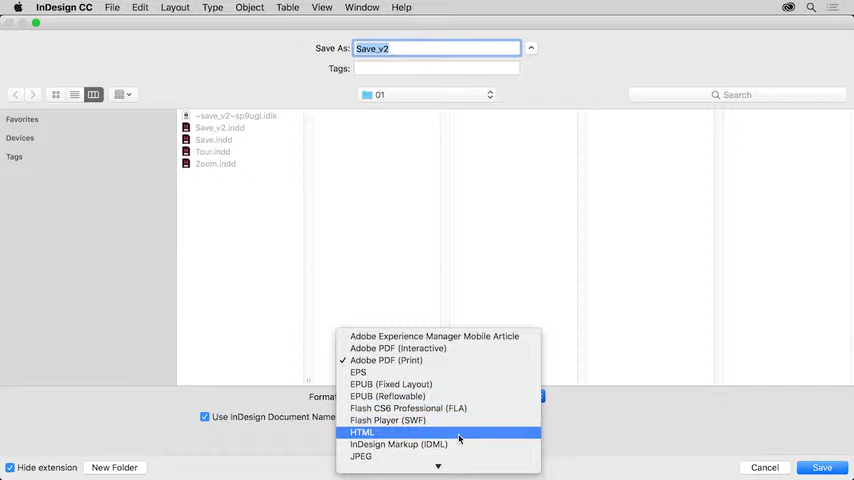 InDesign CC File Edit Layout Type Object Table View Window Help
Save As: Save_v2
Tags:
01
Search
Favorites
Devices
Tags
~save_v2~sp9ugl.idlk
Save_v2.indd
Save.indd
Tour.indd
Zoom.indd
Adobe Experience Manager Mobile Article
Adobe PDF (Interactive)
✓ Adobe PDF (Print)
EPS
EPUB (Fixed Layout)
EPUB (Reflowable)
Flash CS6 Professional (FLA)
Flash Player (SWF)
HTML
InDesign Markup (IDML)
JPEG
Format
Use InDesign Document Name
Hide extension
New Folder
Cancel
Save